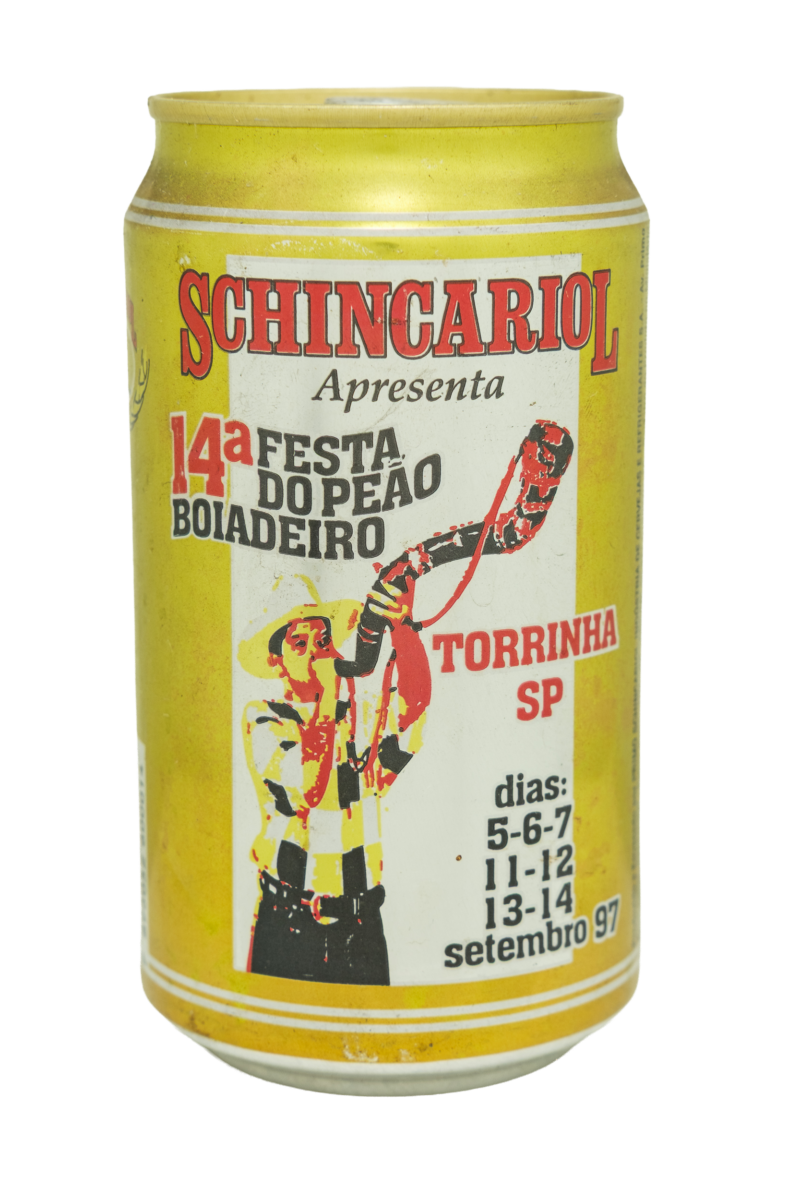 SCHINCARIOL
Apresenta
14ª FESTA
DO PEÃO
BOIADEIRO
TORRINHA
SP
dias:
5-6-7
11-12
13-14
setembro 97